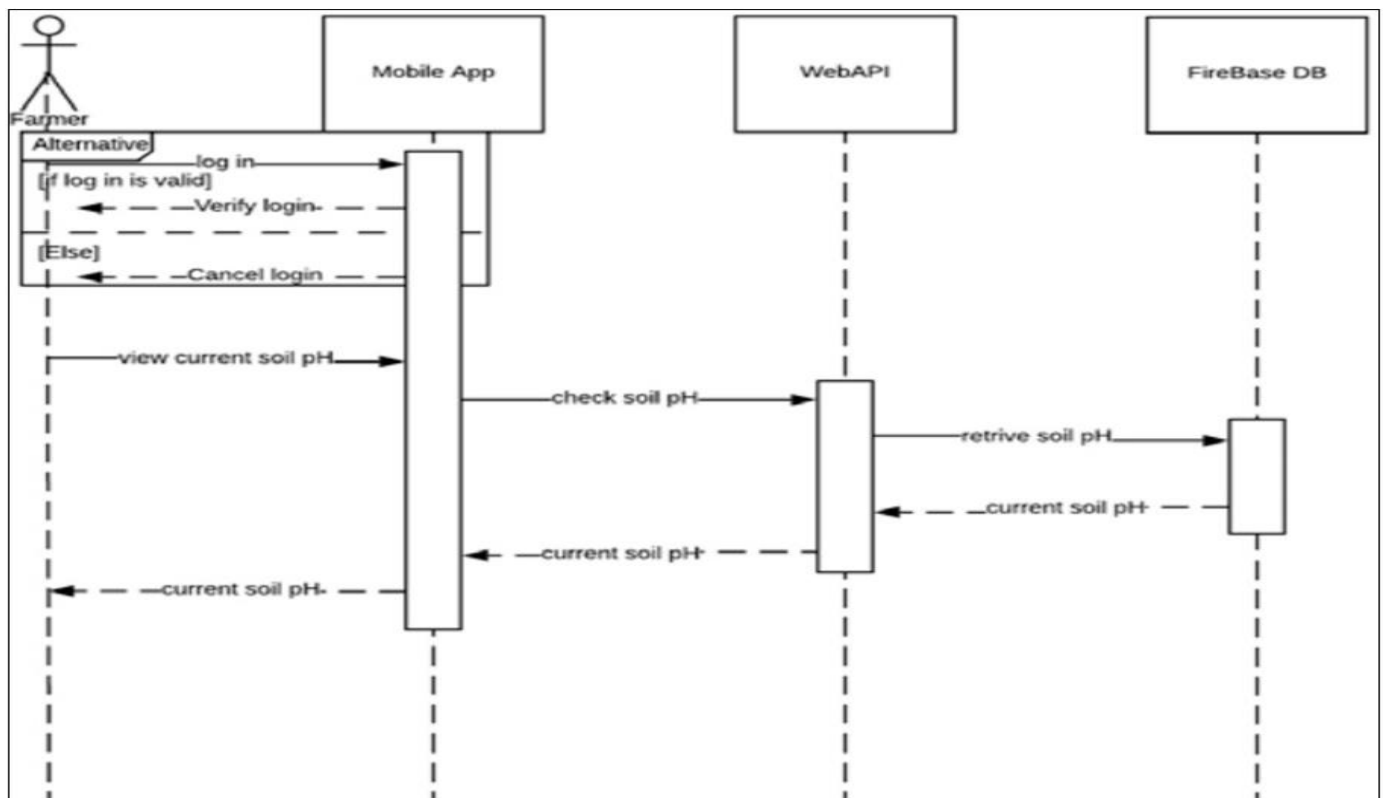 Mobile App
WebAPI
FireBase DB
Farmer
Alternative
log in
[if log in is valid]
Verify login
[Else]
Cancel login
view current soil pH
check soil pH
retrive soil pH
current soil pH
current soil pH
current soil pH